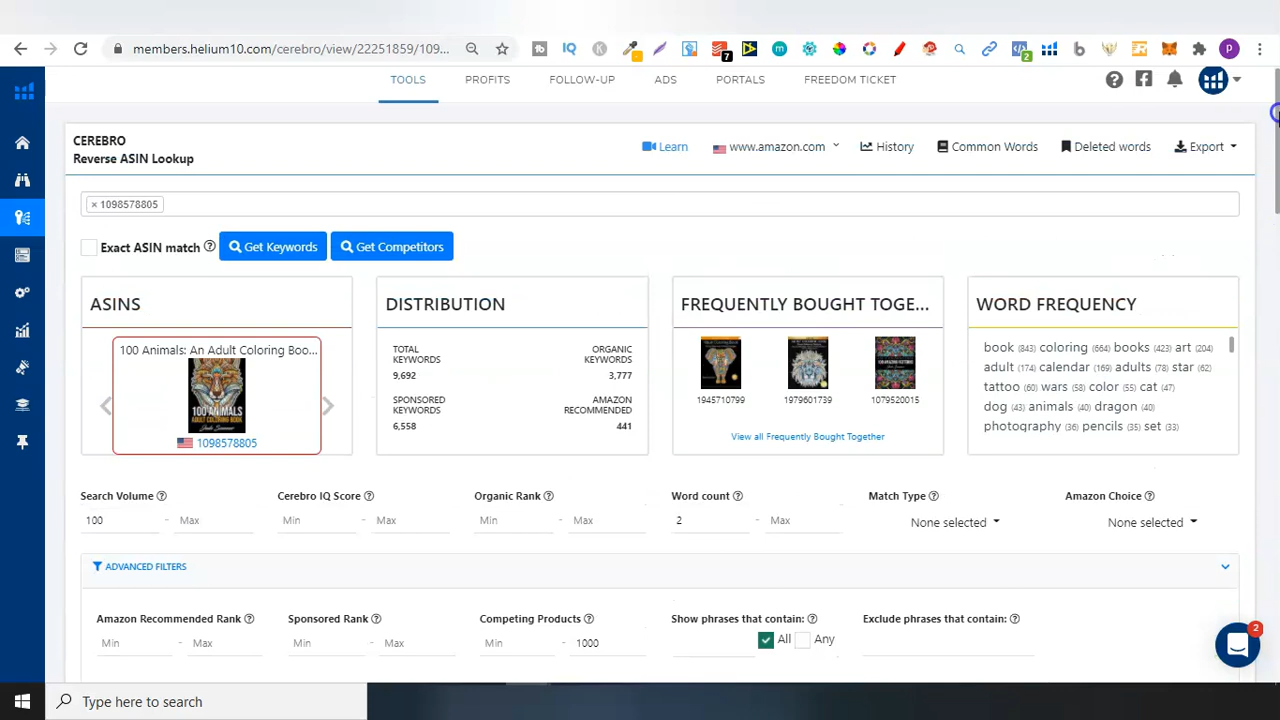 members.helium10.com/cerebro/view/22251859/109...
7
2
P
TOOLS
PROFITS
FOLLOW-UP
ADS
PORTALS
FREEDOM TICKET
CEREBRO
Reverse ASIN Lookup
Learn
www.amazon.com
History
Common Words
Deleted words
Export
× 1098578805
Exact ASIN match
Get Keywords
Get Competitors
ASINS
100 Animals: An Adult Coloring Boo...
100 ANIMALS
ADULT COLORING BOOK
1098578805
DISTRIBUTION
TOTAL KEYWORDS
9,692
ORGANIC KEYWORDS
3,777
SPONSORED KEYWORDS
6,558
AMAZON RECOMMENDED
441
FREQUENTLY BOUGHT TOGE...
1945710799
1979601739
1079520015
View all Frequently Bought Together
WORD FREQUENCY
book (843) coloring (664) books (423) art (204)
adult (174) calendar (169) adults (78) star (62)
tattoo (60) wars (58) color (55) cat (47)
dog (43) animals (40) dragon (40)
photography (36) pencils (35) set (33)
Search Volume
100 - Max
Cerebro IQ Score
Min - Max
Organic Rank
Min - Max
Word count
2 - Max
Match Type
None selected
Amazon Choice
None selected
ADVANCED FILTERS
Amazon Recommended Rank
Min - Max
Sponsored Rank
Min - Max
Competing Products
Min - 1000
Show phrases that contain:
All Any
Exclude phrases that contain:
2
Type here to search